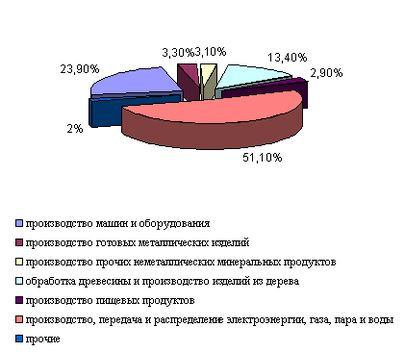 3,30% 3,10%
23,90% 13,40%
2,90%
2%
51,10%
производство машин и оборудования
производство готовых металлических изделий
производство прочих неметаллических минеральных продуктов
обработка древесины и производство изделий из дерева
производство пищевых продуктов
производство, передача и распределение электроэнергии, газа, пара и воды
прочие